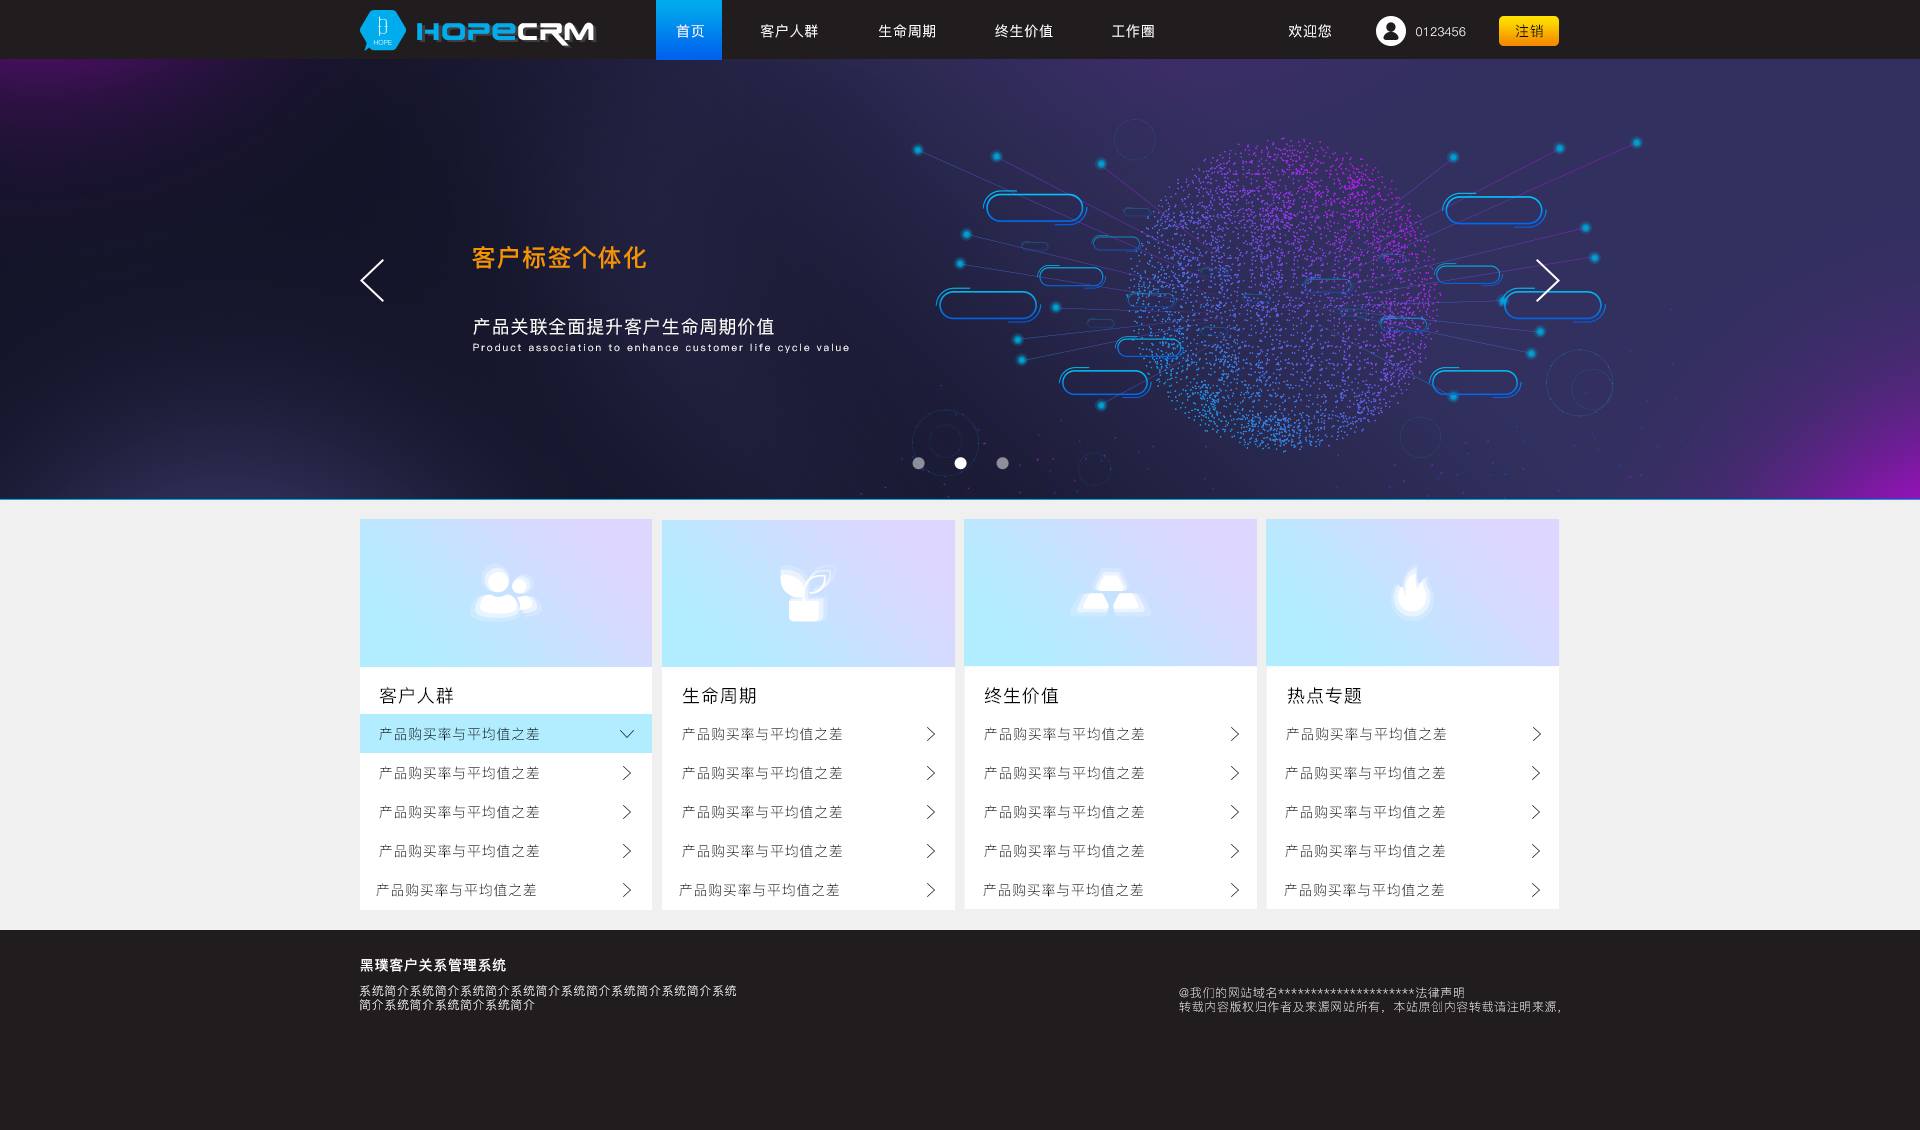 HOPE HOPECRM 首页 客户人群 生命周期 终生价值 工作圈 欢迎您 0123456 注销
客户标签个体化
产品关联全面提升客户生命周期价值
Product association to enhance customer life cycle value
客户人群
产品购买率与平均值之差
产品购买率与平均值之差
产品购买率与平均值之差
产品购买率与平均值之差
产品购买率与平均值之差
生命周期
产品购买率与平均值之差
产品购买率与平均值之差
产品购买率与平均值之差
产品购买率与平均值之差
产品购买率与平均值之差
终生价值
产品购买率与平均值之差
产品购买率与平均值之差
产品购买率与平均值之差
产品购买率与平均值之差
产品购买率与平均值之差
热点专题
产品购买率与平均值之差
产品购买率与平均值之差
产品购买率与平均值之差
产品购买率与平均值之差
产品购买率与平均值之差
黑璞客户关系管理系统
系统简介系统简介系统简介系统简介系统简介系统简介系统简介系统
简介系统简介系统简介系统简介
@我们的网站域名*********************法律声明
转载内容版权归作者及来源网站所有，本站原创内容转载请注明来源，